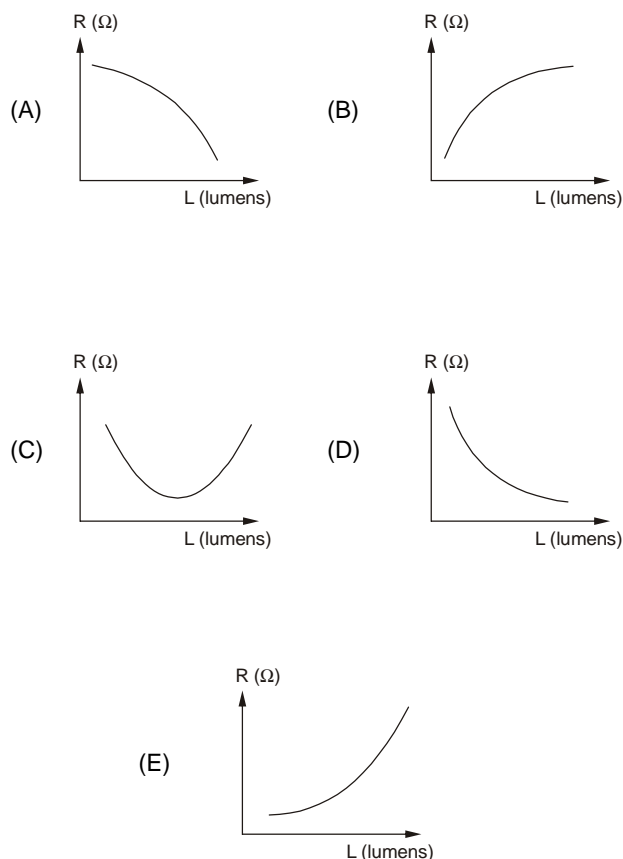 R (Ω)
(A)
L (lumens)
R (Ω)
(B)
L (lumens)
R (Ω)
(C)
L (lumens)
R (Ω)
(D)
L (lumens)
R (Ω)
(E)
L (lumens)